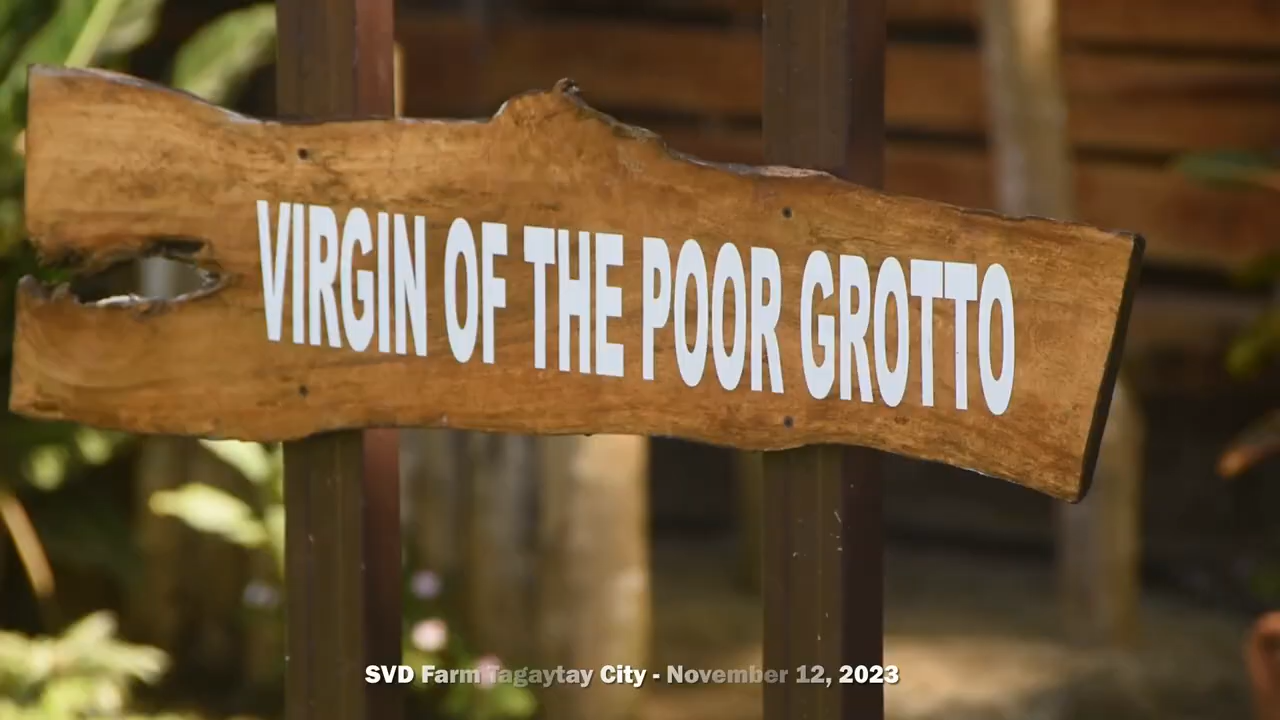 VIRGIN OF THE POOR GROTTO
SVD Farm Tagaytay City - November 12, 2023